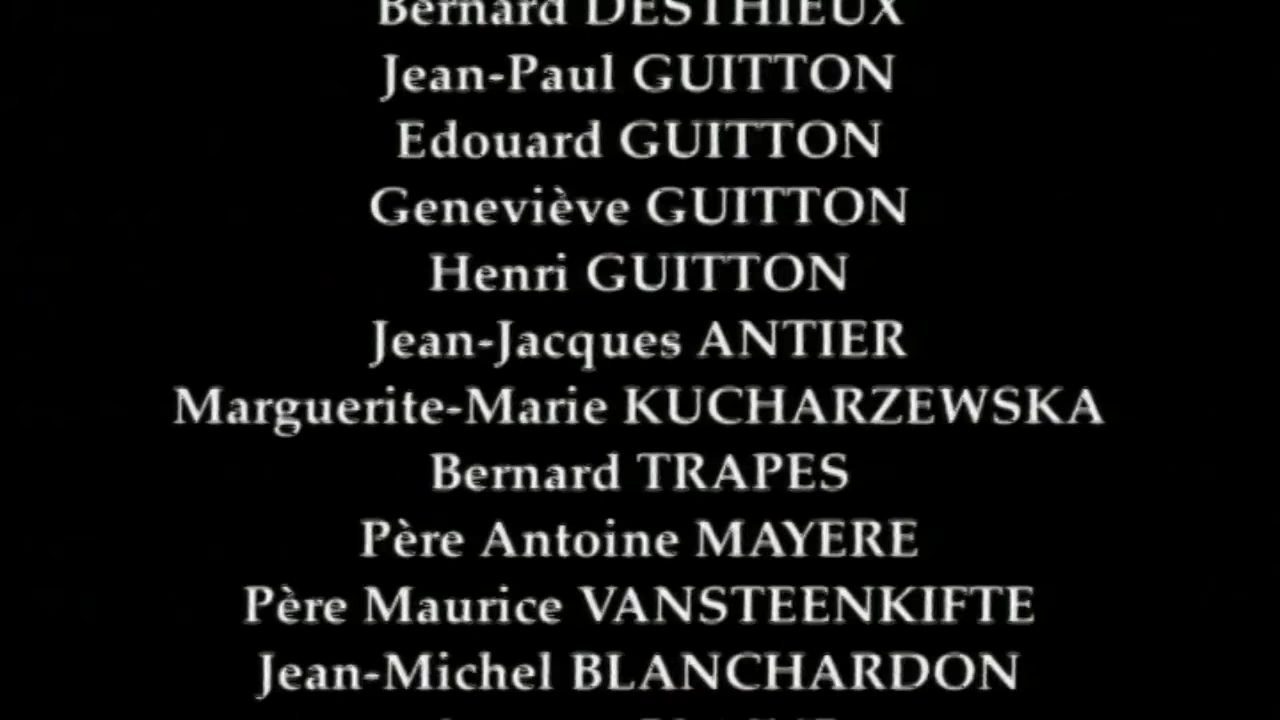 Bernard DESTHIEUX
Jean-Paul GUITTON
Edouard GUITTON
Geneviève GUITTON
Henri GUITTON
Jean-Jacques ANTIER
Marguerite-Marie KUCHARZEWSKA
Bernard TRAPES
Père Antoine MAYERE
Père Maurice VANSTEENKIFTE
Jean-Michel BLANCHARDON